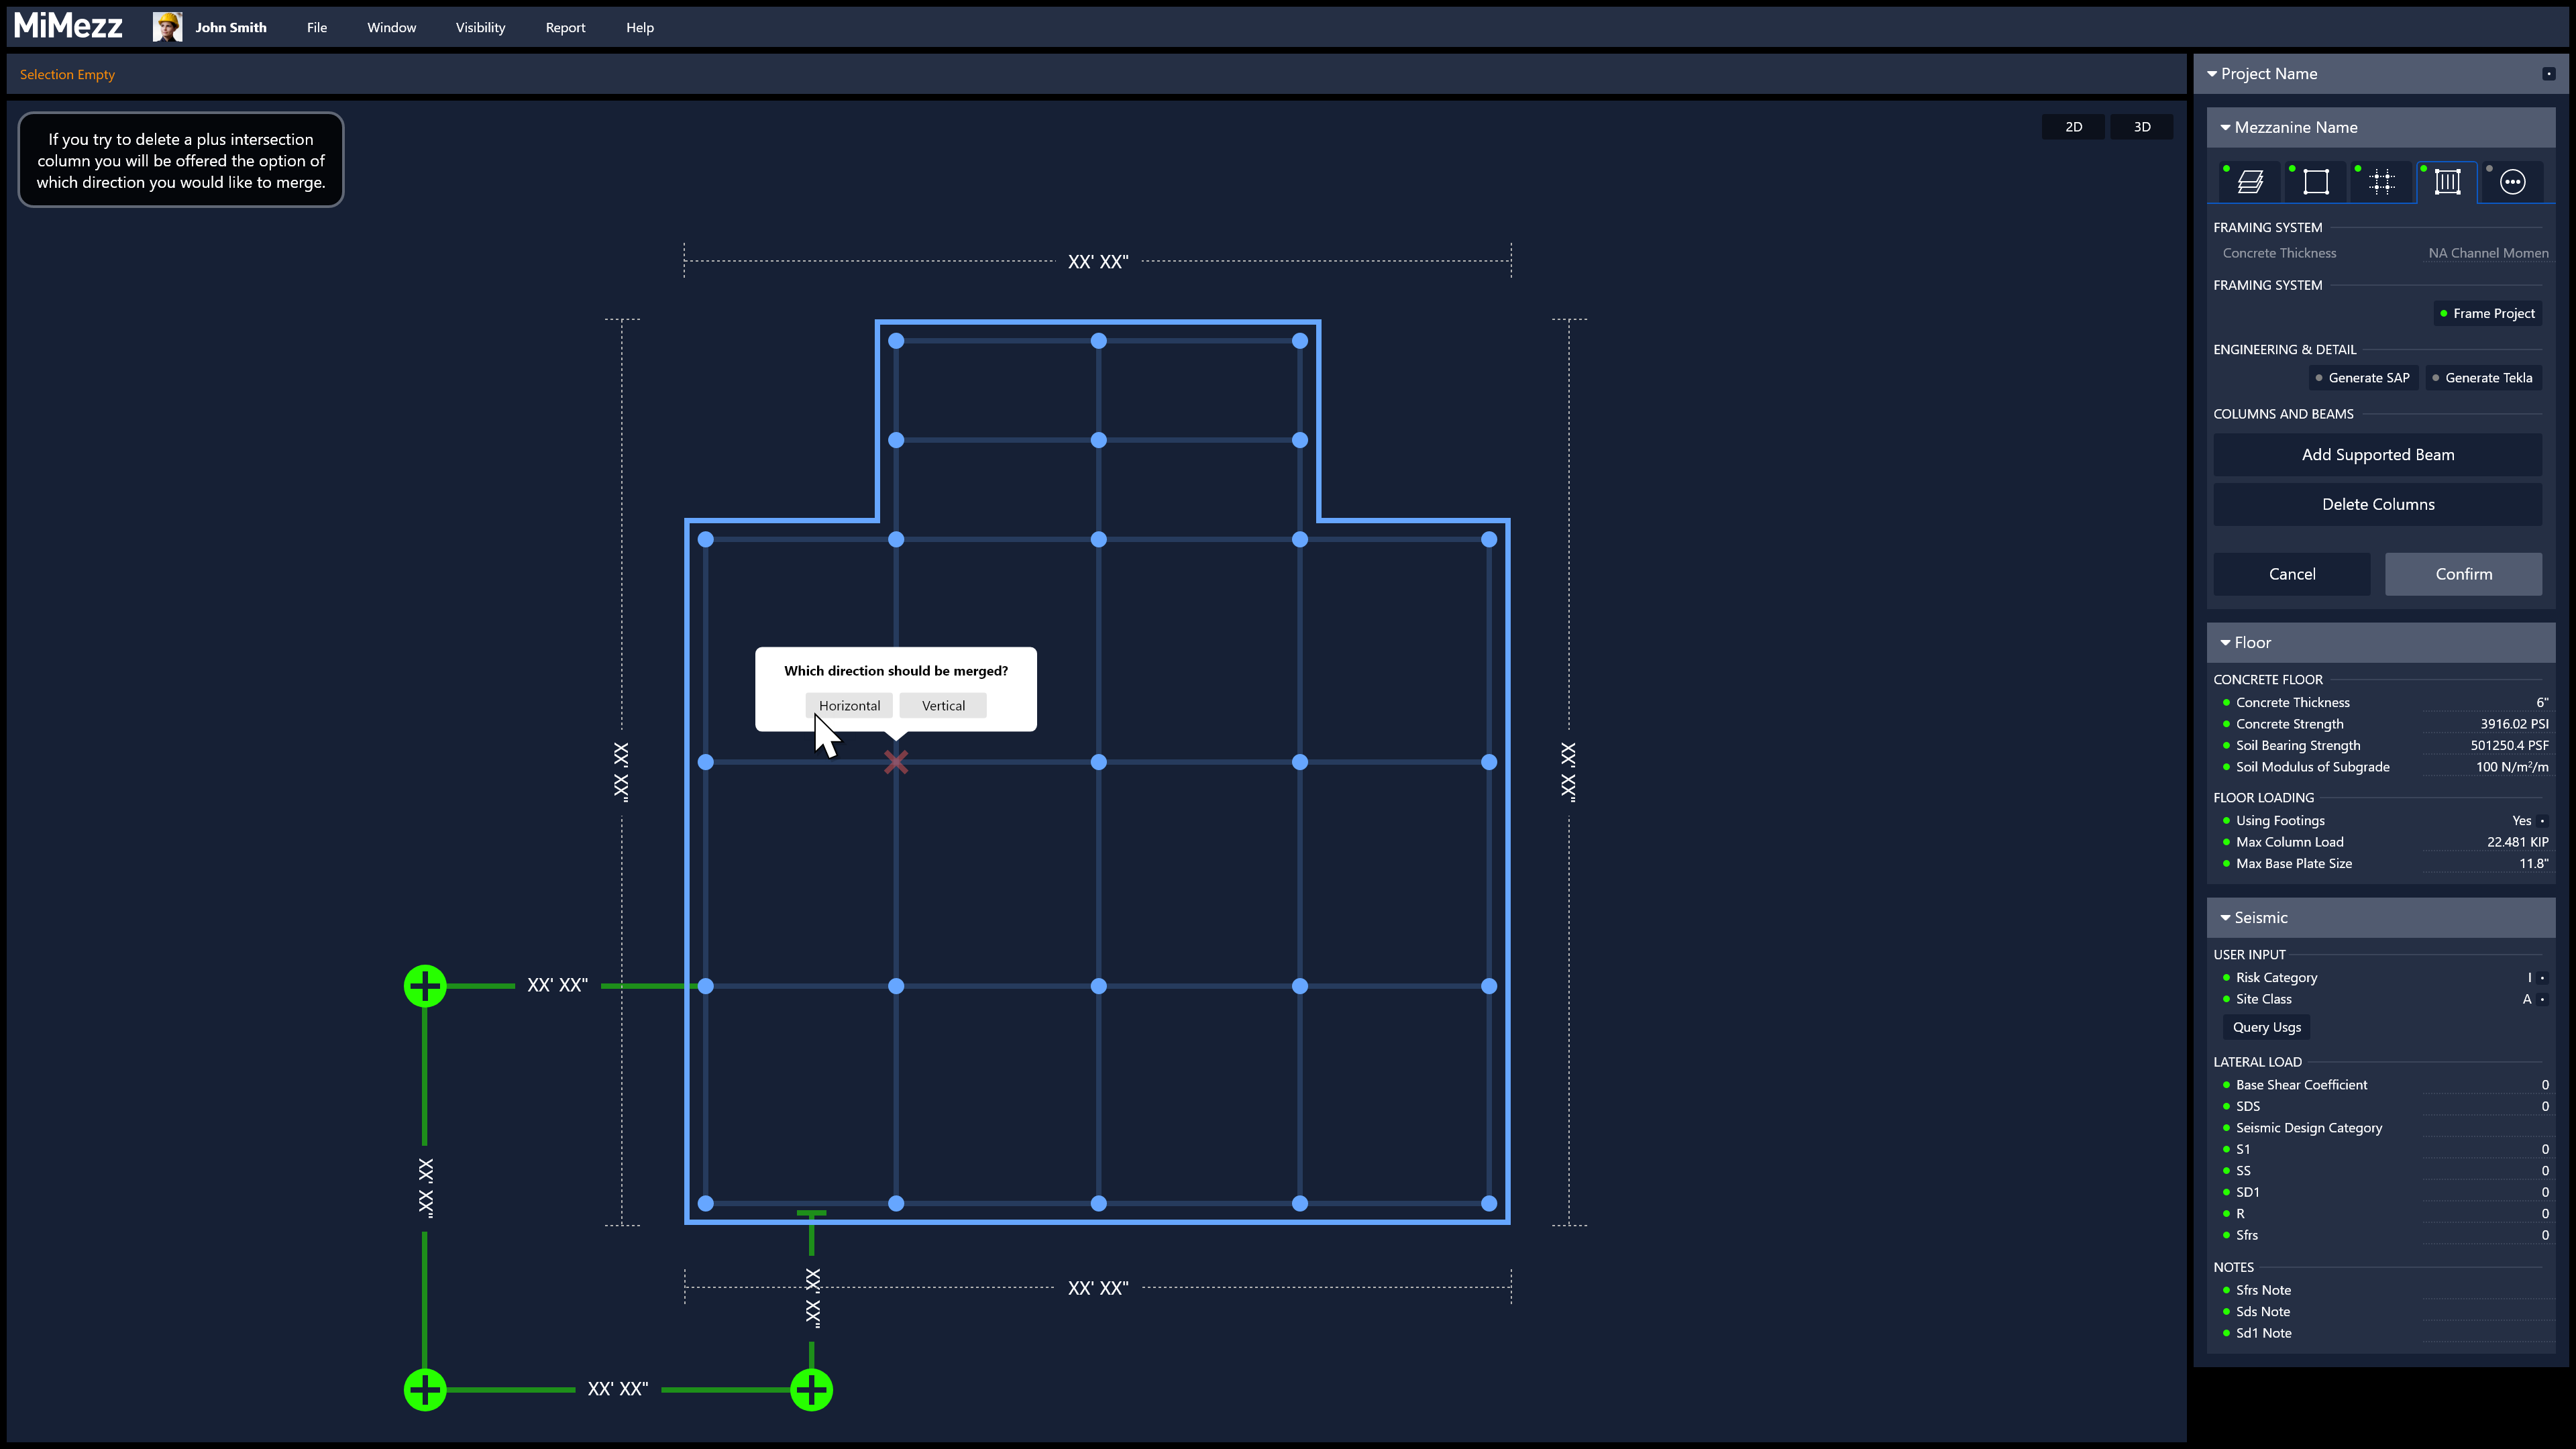 MiMezz
John Smith
File
Window
Visibility
Report
Help
Selection Empty
If you try to delete a plus intersection
column you will be offered the option of
which direction you would like to merge.
2D
3D
XX' XX"
XX' XX"
XX' XX"
Which direction should be merged?
Horizontal
Vertical
XX' XX"
XX' XX"
XX' XX"
XX' XX"
XX' XX"
Project Name
Mezzanine Name
FRAMING SYSTEM
Concrete Thickness NA Channel Momen
FRAMING SYSTEM
Frame Project
ENGINEERING & DETAIL
Generate SAP
Generate Tekla
COLUMNS AND BEAMS
Add Supported Beam
Delete Columns
Cancel
Confirm
Floor
CONCRETE FLOOR
Concrete Thickness 6"
Concrete Strength 3916.02 PSI
Soil Bearing Strength 501250.4 PSF
Soil Modulus of Subgrade 100 N/m²/m
FLOOR LOADING
Using Footings Yes
Max Column Load 22.481 KIP
Max Base Plate Size 11.8"
Seismic
USER INPUT
Risk Category I
Site Class A
Query Usgs
LATERAL LOAD
Base Shear Coefficient 0
SDS 0
Seismic Design Category
S1 0
SS 0
SD1 0
R 0
Sfrs 0
NOTES
Sfrs Note
Sds Note
Sd1 Note